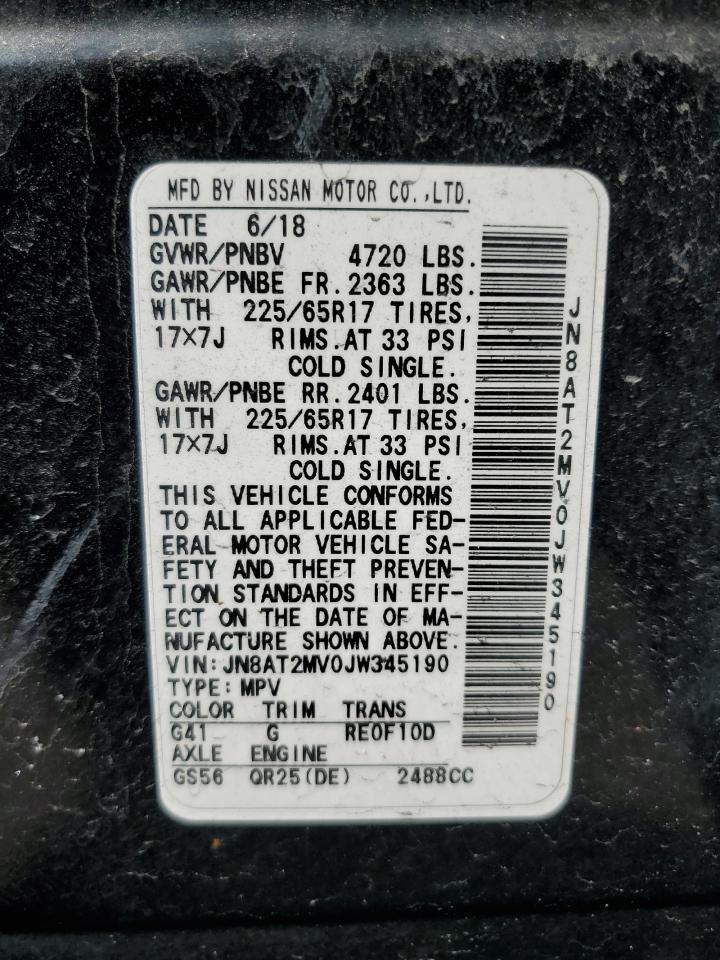 MFD BY NISSAN MOTOR CO.,LTD.
DATE 6/18
GVWR/PNBV 4720 LBS.
GAWR/PNBE FR. 2363 LBS.
WITH 225/65R17 TIRES,
17X7J RIMS.AT 33 PSI
COLD SINGLE.
GAWR/PNBE RR. 2401 LBS.
WITH 225/65R17 TIRES,
17X7J RIMS.AT 33 PSI
COLD SINGLE.
THIS VEHICLE CONFORMS
TO ALL APPLICABLE FED-
ERAL MOTOR VEHICLE SA-
FETY AND THEFT PREVEN-
TION STANDARDS IN EFF-
ECT ON THE DATE OF MA-
NUFACTURE SHOWN ABOVE.
VIN: JN8AT2MV0JW345190
TYPE: MPV
COLOR TRIM TRANS
G41 G RE0F10D
AXLE ENGINE
GS56 QR25(DE) 2488CC
JN8AT2MV0JW345190